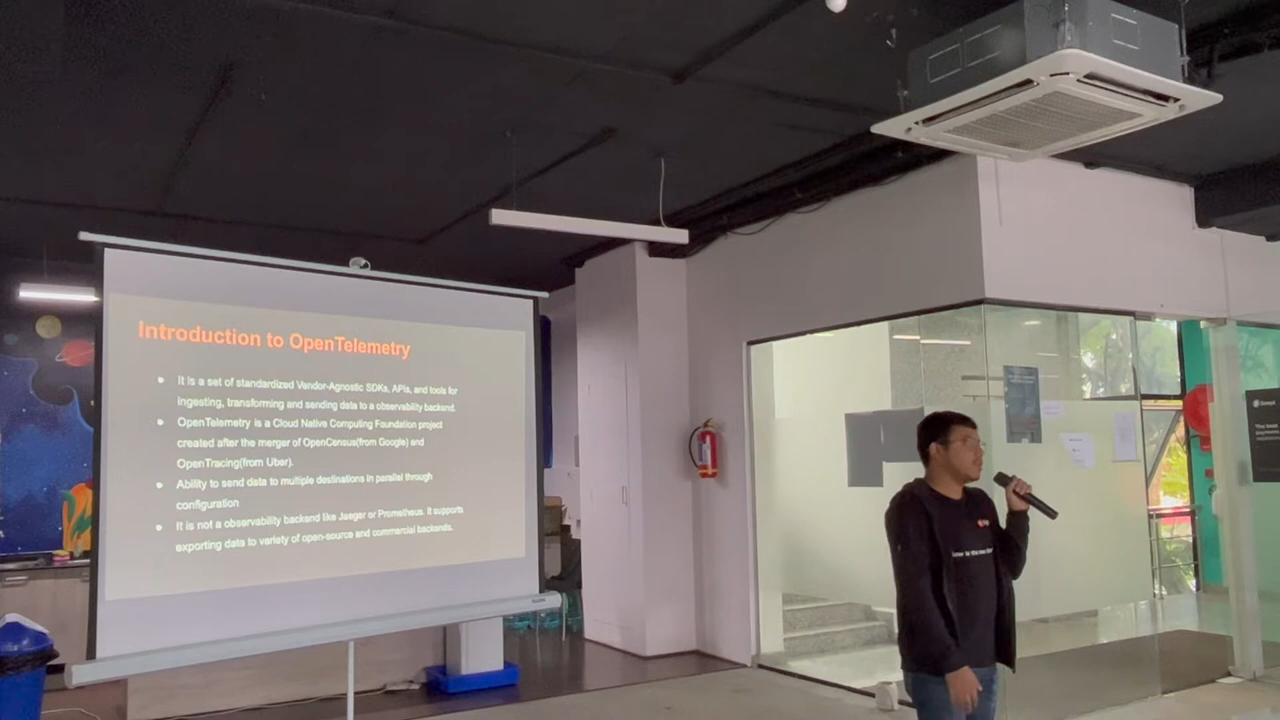 Introduction to OpenTelemetry
It is a set of standardized Vendor-Agnostic SDKs, APIs, and tools for
ingesting, transforming and sending data to a observability backend.
OpenTelemetry is a Cloud Native Computing Foundation project
created after the merger of OpenCensus(from Google) and
OpenTracing(from Uber).
Ability to send data to multiple destinations in parallel through
configuration
It is not a observability backend like Jaeger or Prometheus. It supports
exporting data to variety of open-source and commercial backends.